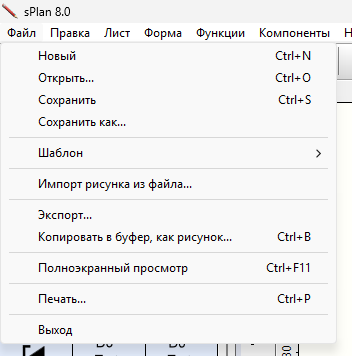 sPlan 8.0
Файл Правка Лист Форма Функции Компоненты
Новый Ctrl+N
Открыть... Ctrl+O
Сохранить Ctrl+S
Сохранить как...
Шаблон
Импорт рисунка из файла...
Экспорт...
Копировать в буфер, как рисунок... Ctrl+B
Полноэкранный просмотр Ctrl+F11
Печать... Ctrl+P
Выход